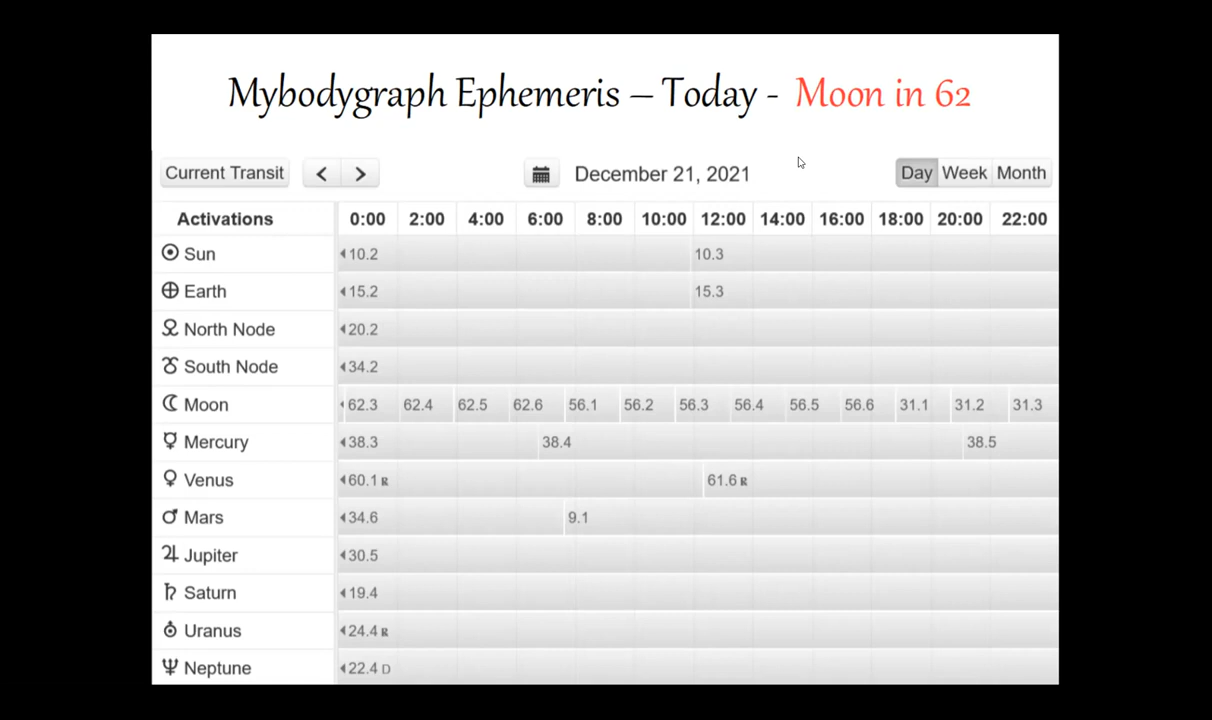 Mybodygraph Ephemeris – Today - Moon in 62
Current Transit < > December 21, 2021 Day Week Month
Activations 0:00 2:00 4:00 6:00 8:00 10:00 12:00 14:00 16:00 18:00 20:00 22:00
Sun 10.2 10.3
Earth 15.2 15.3
North Node 20.2
South Node 34.2
Moon 62.3 62.4 62.5 62.6 56.1 56.2 56.3 56.4 56.5 56.6 31.1 31.2 31.3
Mercury 38.3 38.4 38.5
Venus 60.1 R 61.6 R
Mars 34.6 9.1
Jupiter 30.5
Saturn 19.4
Uranus 24.4 R
Neptune 22.4 D